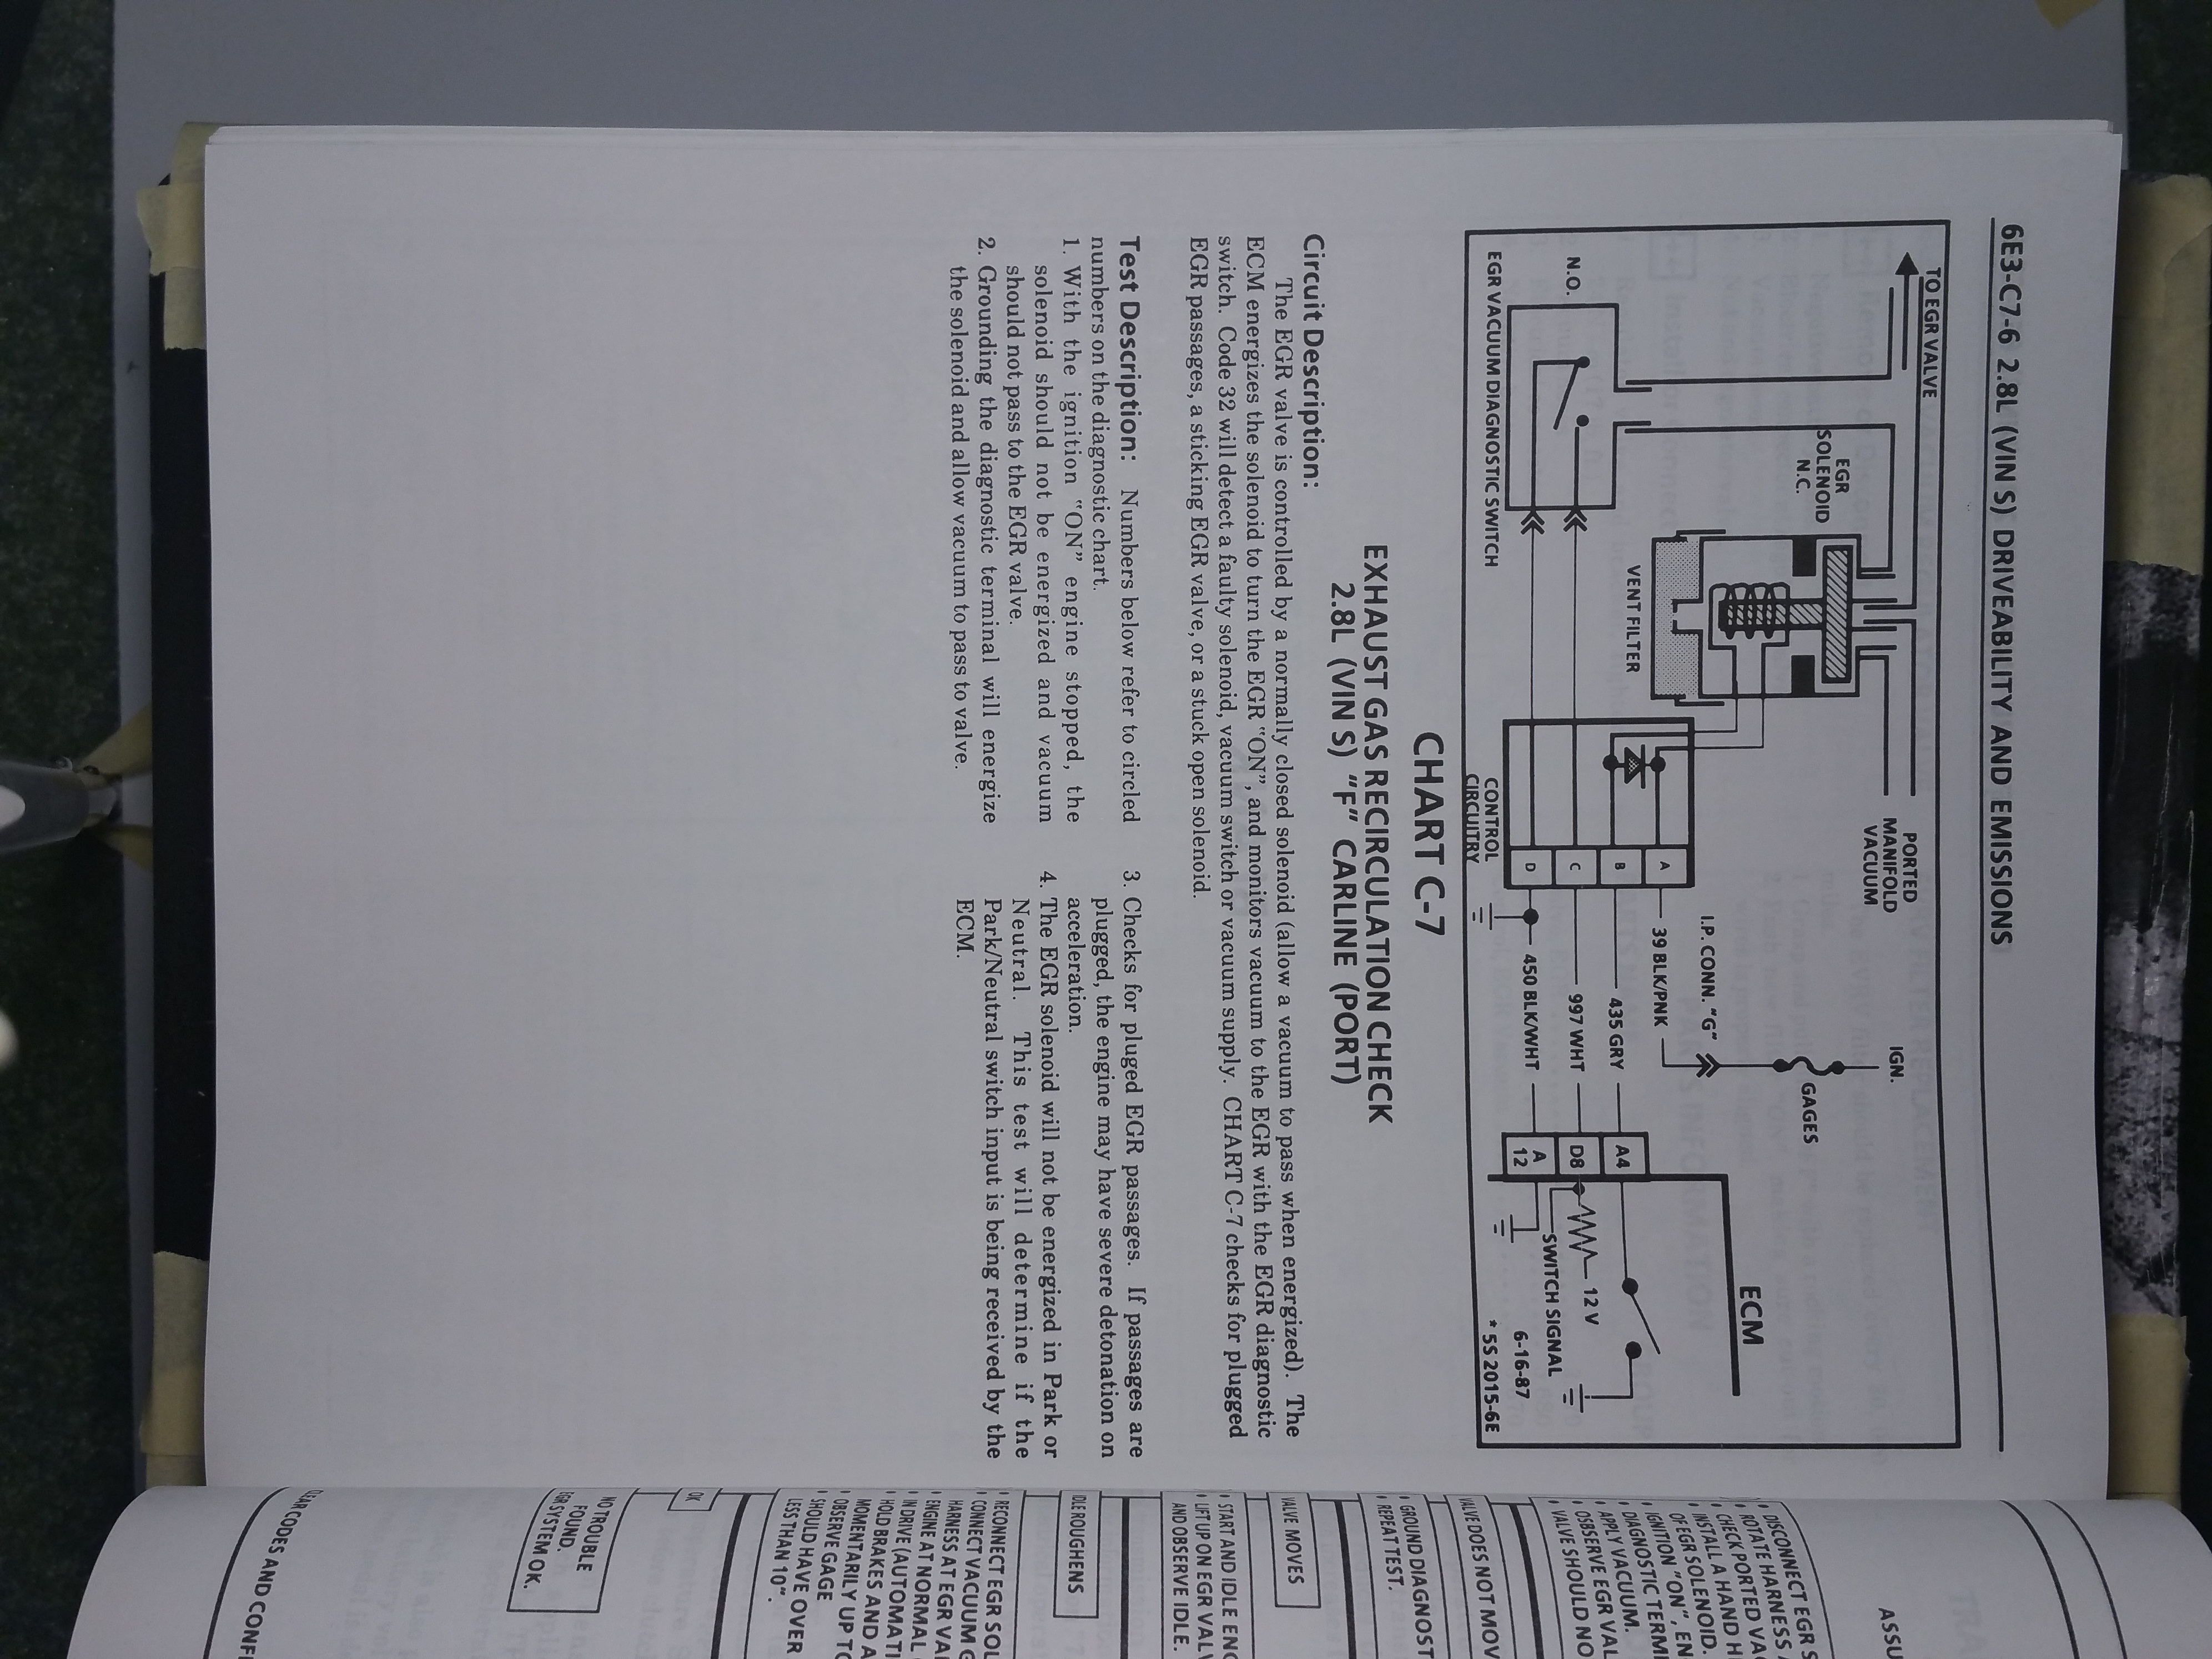 6E3-C7-6 2.8L (VIN S) DRIVEABILITY AND EMISSIONS
TO EGR VALVE
EGR
SOLENOID
N.C.
PORTED
MANIFOLD
VACUUM
IGN.
GAGES
I.P. CONN. "G"
ECM
N.O.
VENT FILTER
A
B
C
D
39 BLK/PNK
435 GRY
997 WHT
450 BLK/WHT
A4
D8
A
12
12 V
SWITCH SIGNAL
EGR VACUUM DIAGNOSTIC SWITCH
CONTROL
CIRCUITRY
6-16-87
* 5S 2015-6E
CHART C-7
EXHAUST GAS RECIRCULATION CHECK
2.8L (VIN S) "F" CARLINE (PORT)
Circuit Description:
The EGR valve is controlled by a normally closed solenoid (allow a vacuum to pass when energized). The
ECM energizes the solenoid to turn the EGR "ON", and monitors vacuum to the EGR with the EGR diagnostic
switch. Code 32 will detect a faulty solenoid, vacuum switch or vacuum supply. CHART C-7 checks for plugged
EGR passages, a sticking EGR valve, or a stuck open solenoid.
Test Description: Numbers below refer to circled
numbers on the diagnostic chart.
1. With the ignition "ON" engine stopped, the
solenoid should not be energized and vacuum
should not pass to the EGR valve.
2. Grounding the diagnostic terminal will energize
the solenoid and allow vacuum to pass to valve.
3. Checks for pluged EGR passages. If passages are
plugged, the engine may have severe detonation on
acceleration.
4. The EGR solenoid will not be energized in Park or
Neutral. This test will determine if the
Park/Neutral switch input is being received by the
ECM.
• DISCONNECT EGR S
• ROTATE HARNESS
• CHECK PORTED VA
• INSTALL A HAND H
OF EGR SOLENOID.
• IGNITION "ON", EN
• DIAGNOSTIC TERMI
• APPLY VACUUM.
• OSBSERVE EGR VAL
• VALVE SHOULD NO
VALVE DOES NOT MOV
• GROUND DIAGNOST
• REPEAT TEST.
VALVE MOVES
• START AND IDLE ENG
• LIFT UP ON EGR VALV
AND OBSERVE IDLE.
IDLE ROUGHENS
• RECONNECT EGR SOL
• CONNECT VACUUM G
HARNESS AT EGR VA
• ENGINE AT NORMAL
• IN DRIVE (AUTOMATI
• HOLD BRAKES AND A
MOMENTARILY UP TO
• OBSERVE GAGE
• SHOULD HAVE OVER
LESS THAN 10".
OK
NO TROUBLE
FOUND.
EGR SYSTEM OK.
CLEAR CODES AND CONFI